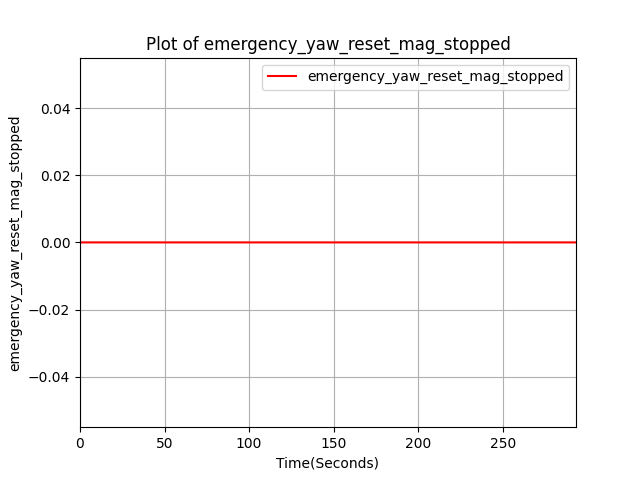 Plot of emergency_yaw_reset_mag_stopped
emergency_yaw_reset_mag_stopped
emergency_yaw_reset_mag_stopped
0.04
0.02
0.00
−0.02
−0.04
0 50 100 150 200 250
Time(Seconds)